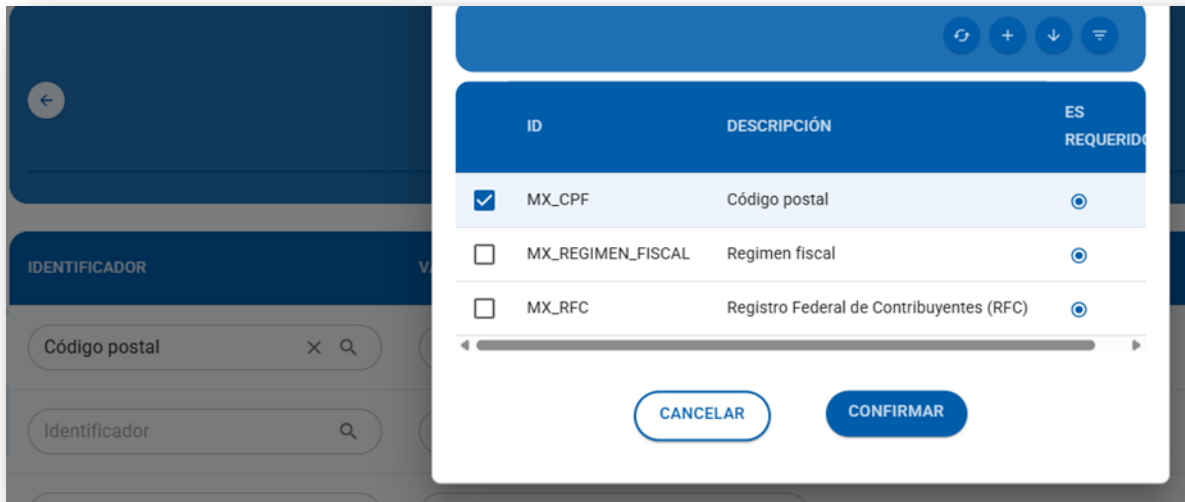 ID DESCRIPCIÓN ES
REQUERIDO
MX_CPF Código postal
MX_REGIMEN_FISCAL Regimen fiscal
MX_RFC Registro Federal de Contribuyentes (RFC)
CANCELAR CONFIRMAR
IDENTIFICADOR
Código postal
Identificador